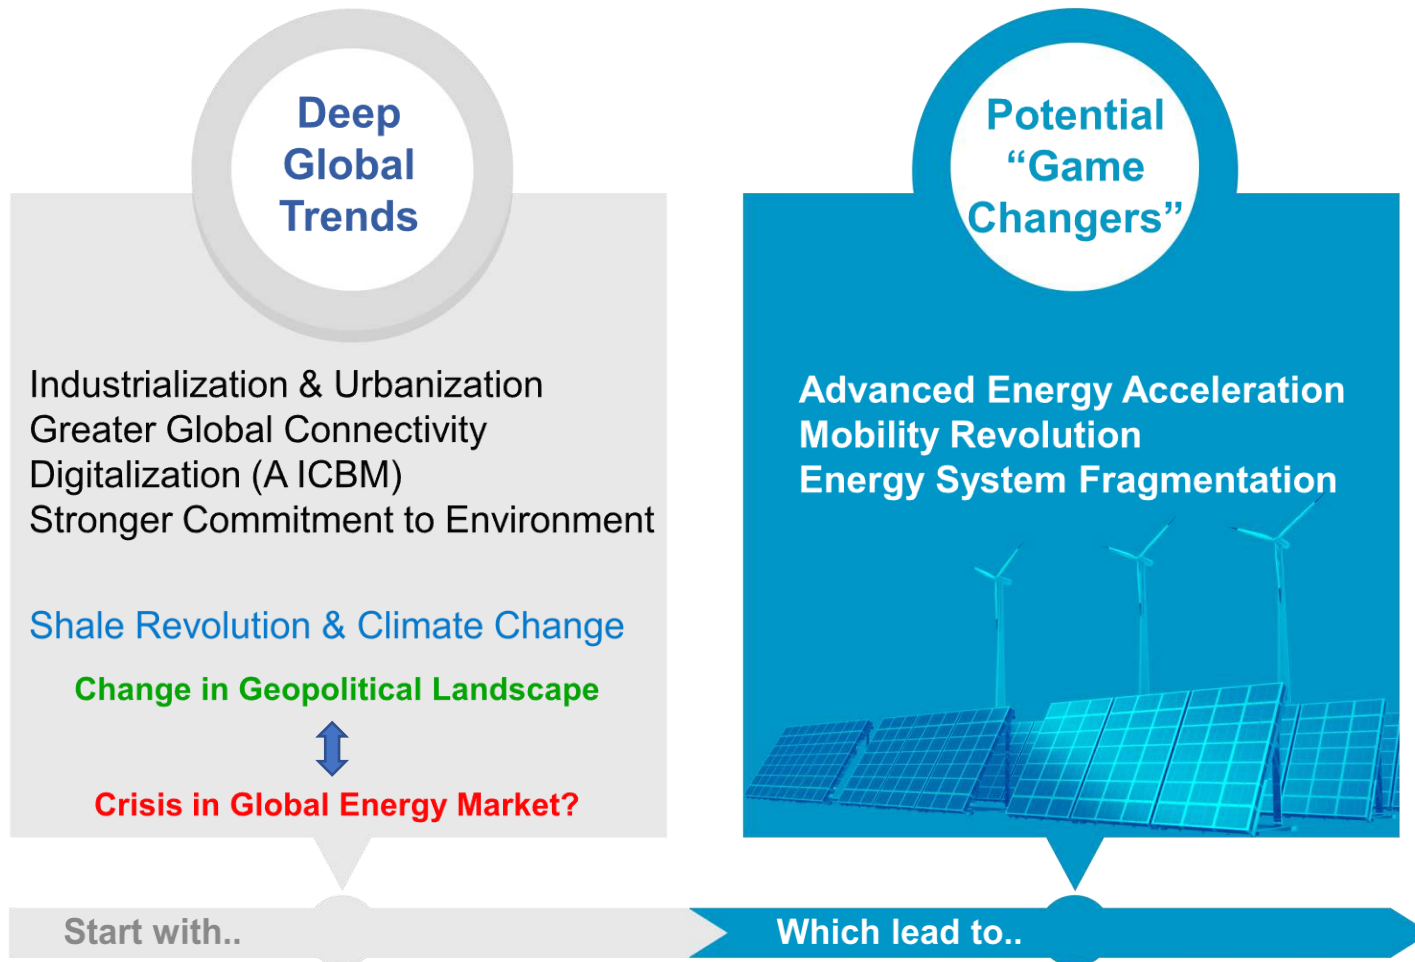 Deep
Global
Trends
Industrialization & Urbanization
Greater Global Connectivity
Digitalization (A ICBM)
Stronger Commitment to Environment
Shale Revolution & Climate Change
Change in Geopolitical Landscape
Crisis in Global Energy Market?
Start with..
Potential
“Game
Changers”
Advanced Energy Acceleration
Mobility Revolution
Energy System Fragmentation
Which lead to..